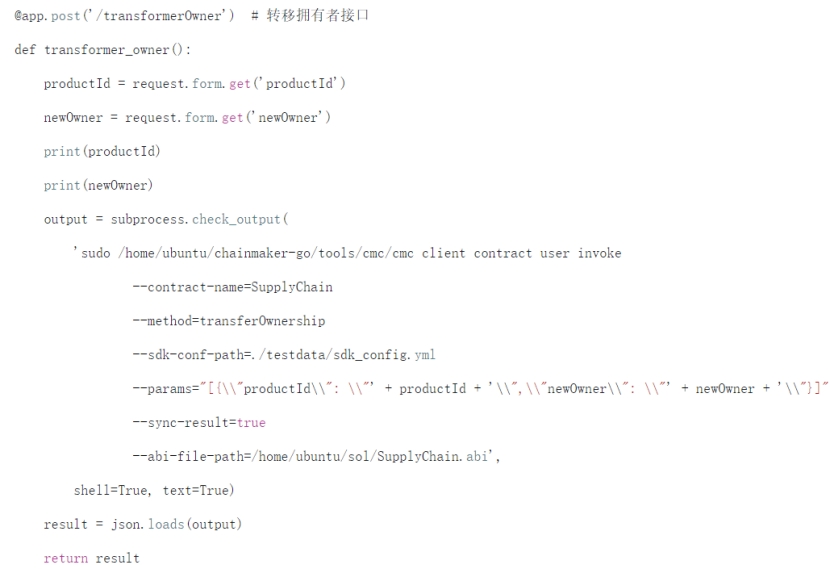 @app.post('/transformerOwner')  # 转移拥有者接口
def transformer_owner():
    productId = request.form.get('productId')
    newOwner = request.form.get('newOwner')
    print(productId)
    print(newOwner)
    output = subprocess.check_output(
        'sudo /home/ubuntu/chainmaker-go/tools/cmc/cmc client contract user invoke
                --contract-name=SupplyChain
                --method=transferOwnership
                --sdk-conf-path=./testdata/sdk_config.yml
                --params="[{\\"productId\\": \\"' + productId + '\\",\\"newOwner\\": \\"' + newOwner + '\\"}]"
                --sync-result=true
                --abi-file-path=/home/ubuntu/sol/SupplyChain.abi',
        shell=True, text=True)
    result = json.loads(output)
    return result